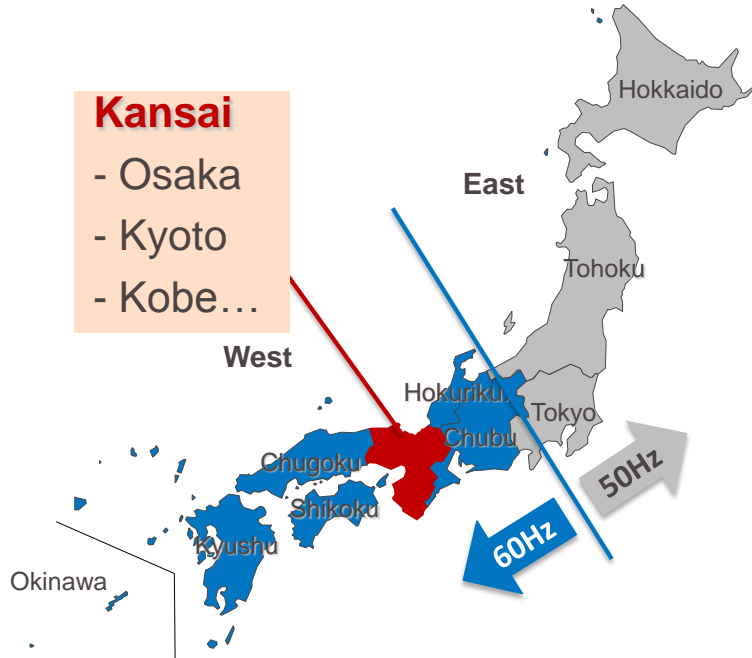 Kansai
- Osaka
- Kyoto
- Kobe…
East
West
Hokkaido
Tohoku
Hokuriku
Tokyo
Chubu
Chugoku
Shikoku
Kyushu
Okinawa
50Hz
60Hz